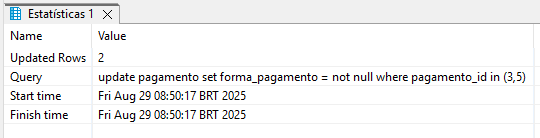 Estatísticas 1
Name Value
Updated Rows 2
Query update pagamento set forma_pagamento = not null where pagamento_id in (3,5)
Start time Fri Aug 29 08:50:17 BRT 2025
Finish time Fri Aug 29 08:50:17 BRT 2025